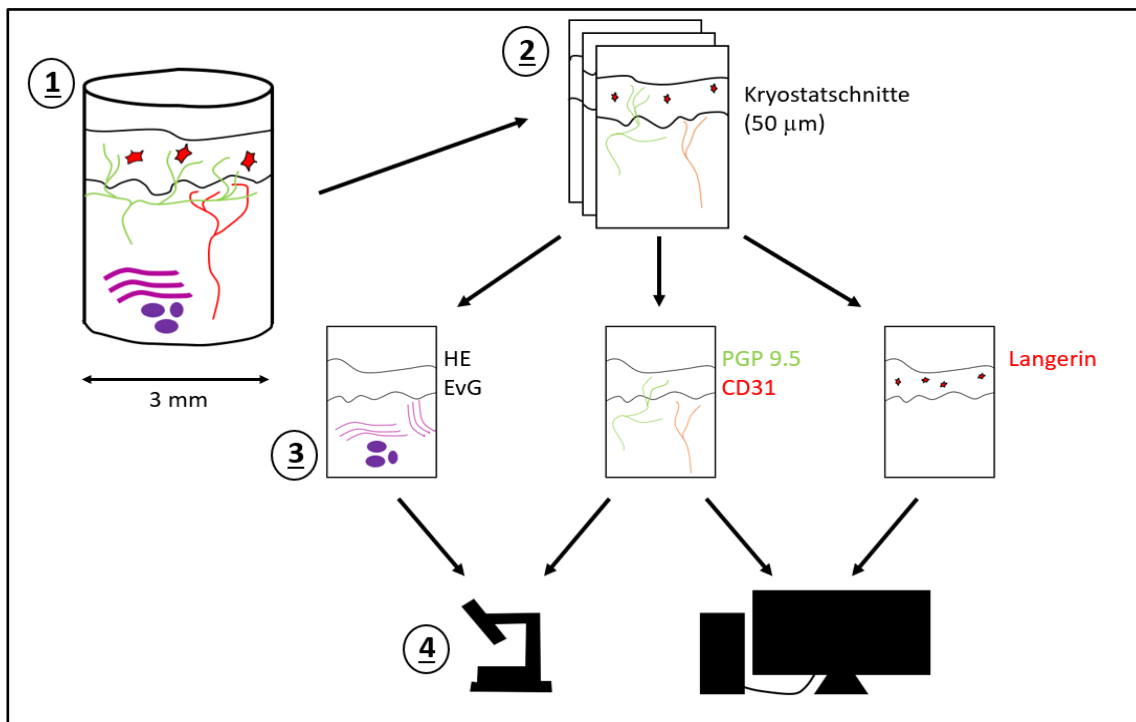 1
2
Kryostatschnitte
(50 μm)
3 mm
3
HE
EvG
PGP 9.5
CD31
Langerin
4